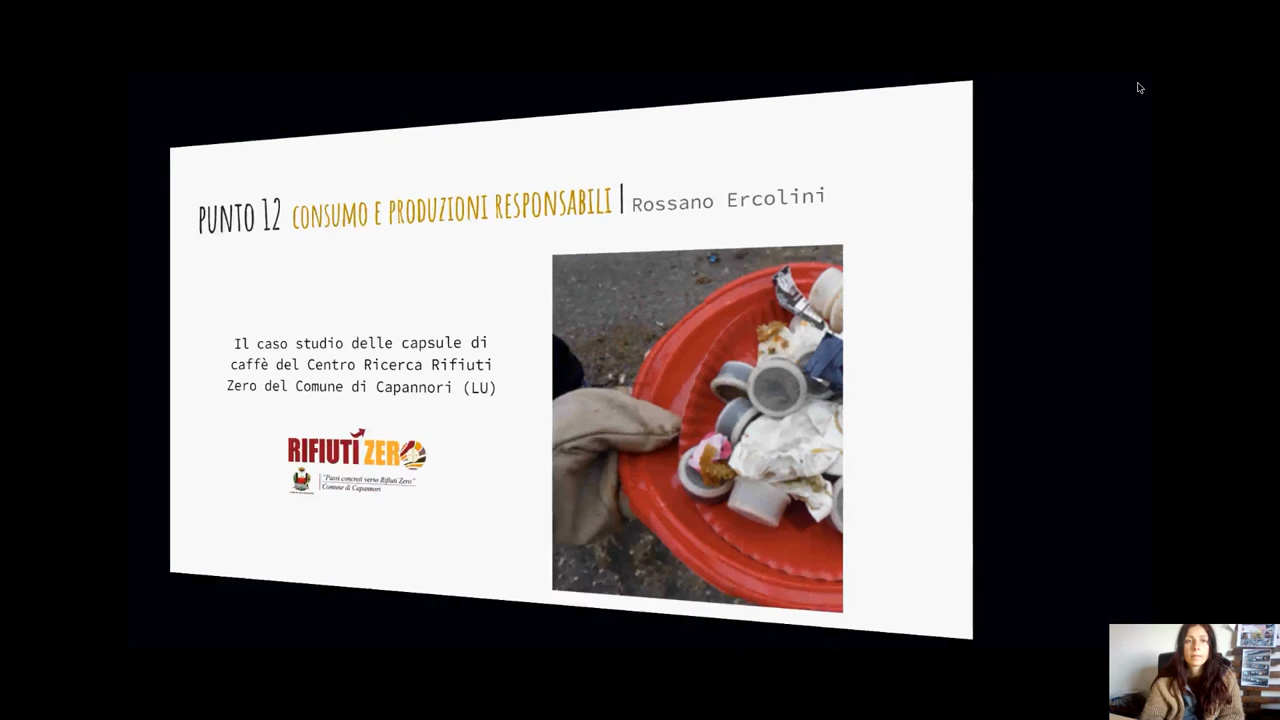 PUNTO 12 CONSUMO E PRODUZIONI RESPONSABILI | Rossano Ercolini
Il caso studio delle capsule di
caffè del Centro Ricerca Rifiuti
Zero del Comune di Capannori (LU)
RIFIUTI ZERO
"Passi concreti verso Rifiuti Zero"
Comune di Capannori